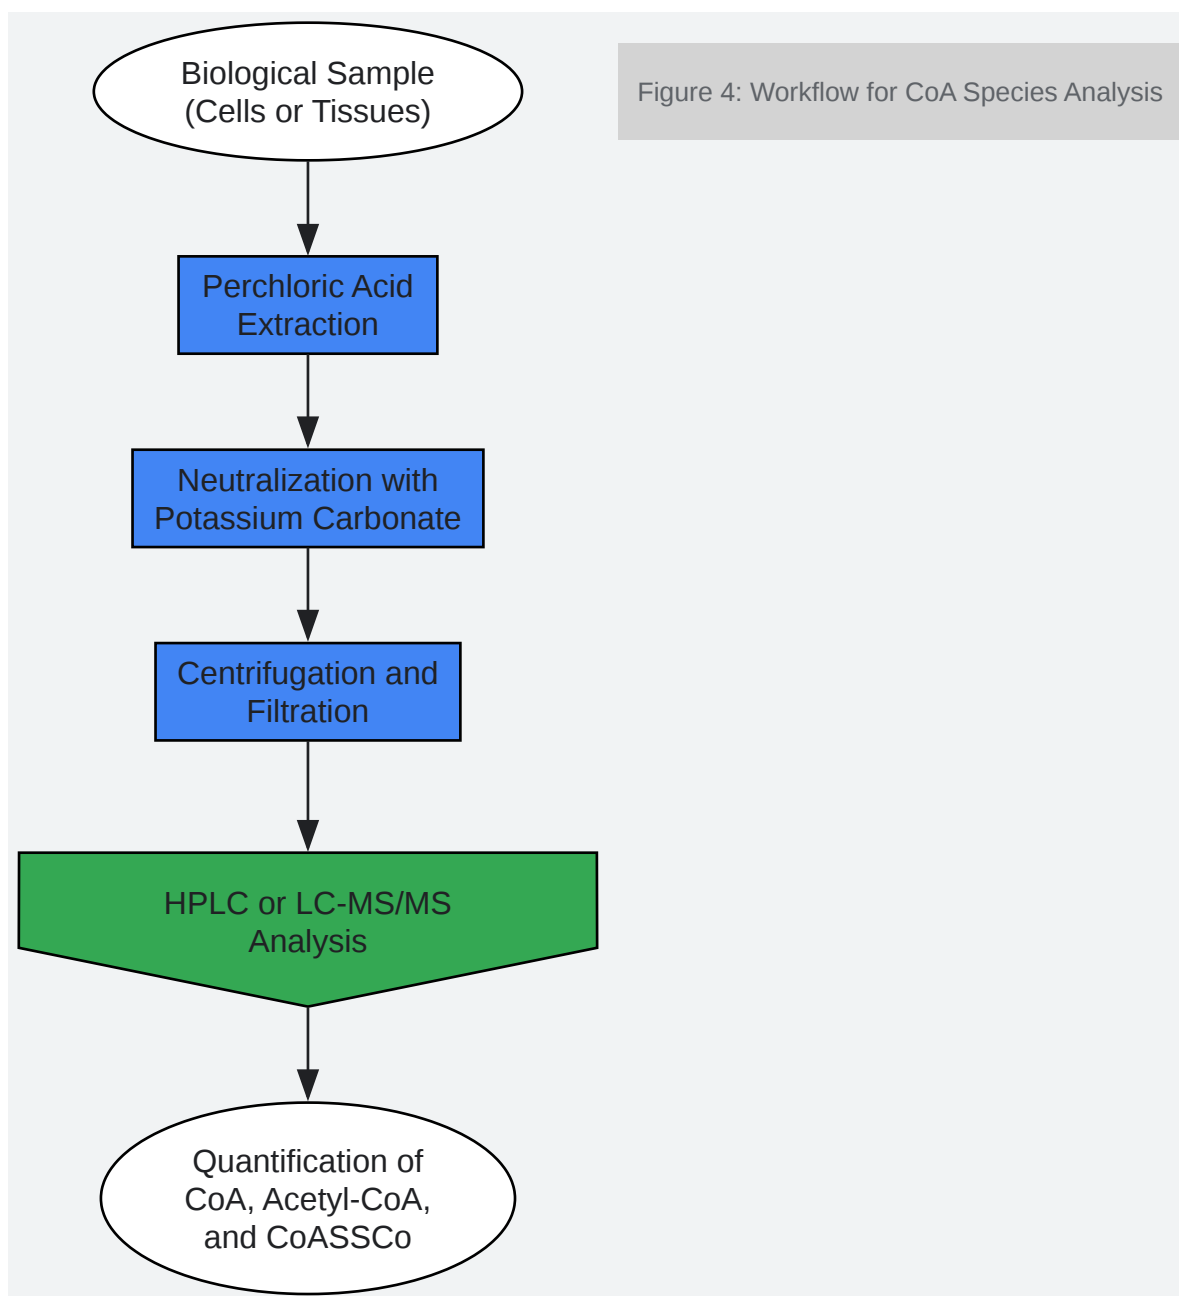 Biological Sample
(Cells or Tissues)
Figure 4: Workflow for CoA Species Analysis
Perchloric Acid
Extraction
Neutralization with
Potassium Carbonate
Centrifugation and
Filtration
HPLC or LC-MS/MS
Analysis
Quantification of
CoA, Acetyl-CoA,
and CoASSCo